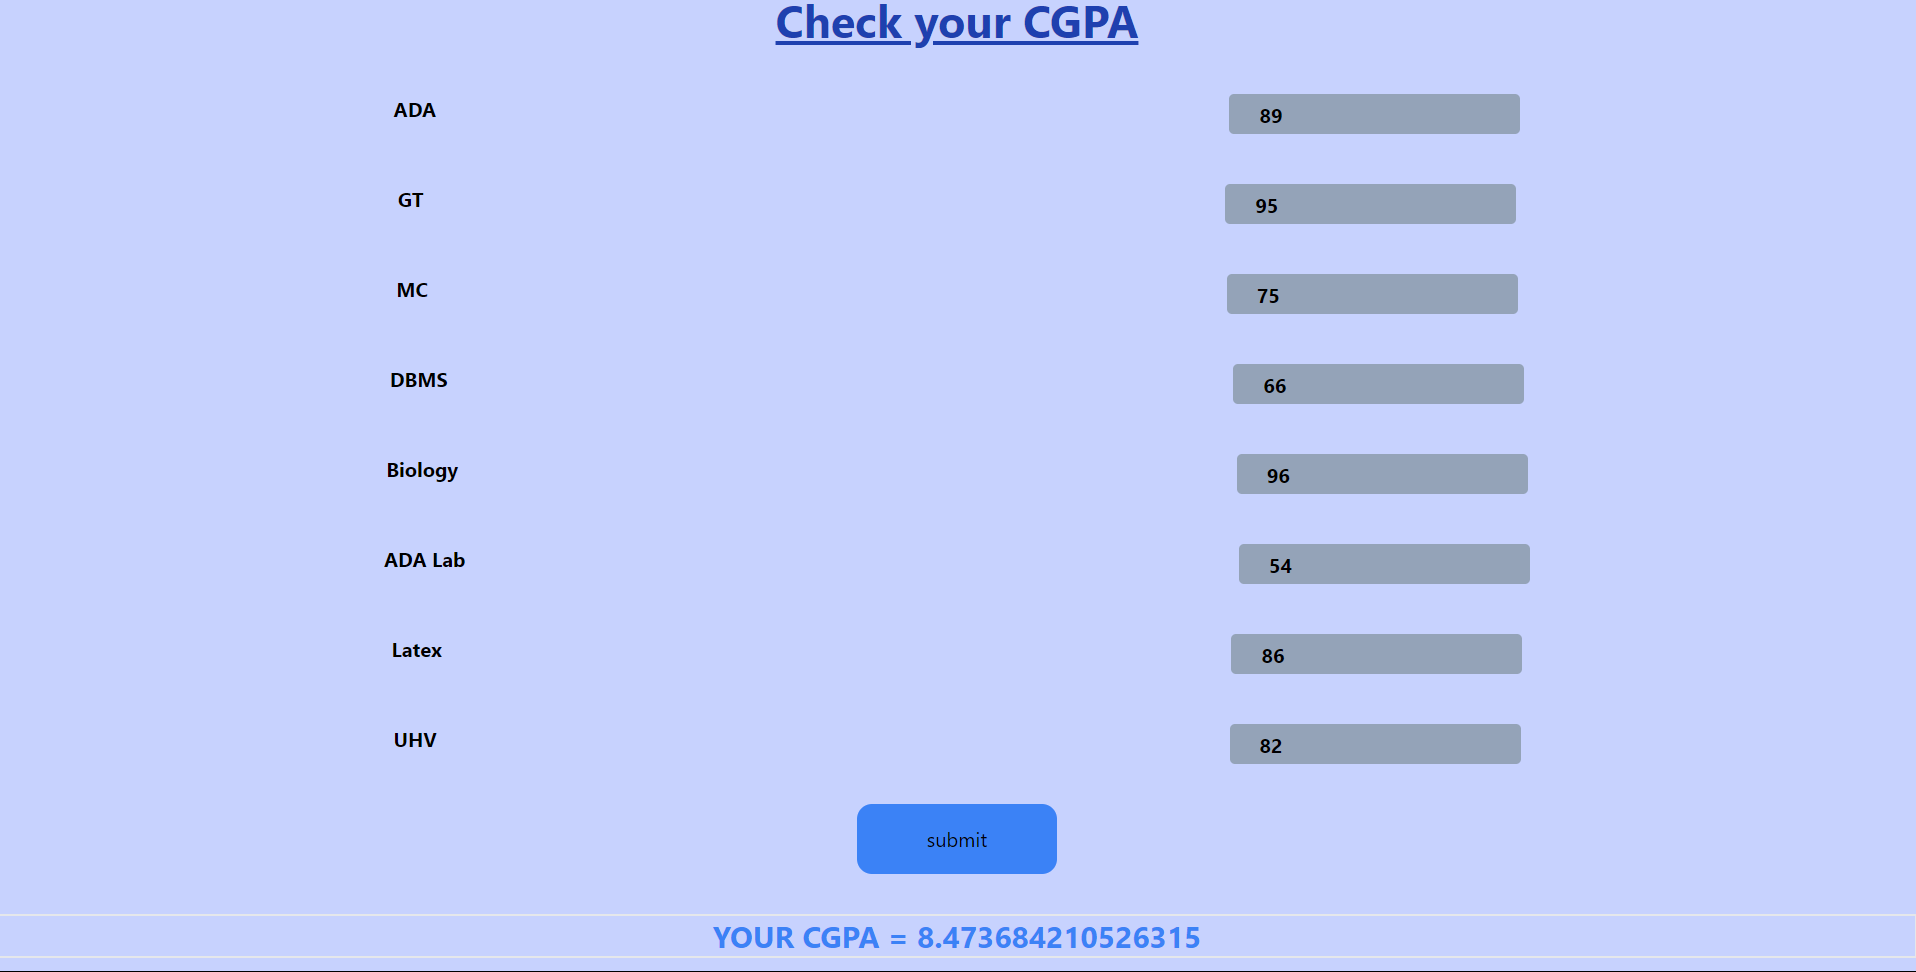 Check your CGPA
ADA 89
GT 95
MC 75
DBMS 66
Biology 96
ADA Lab 54
Latex 86
UHV 82
submit
YOUR CGPA = 8.473684210526315